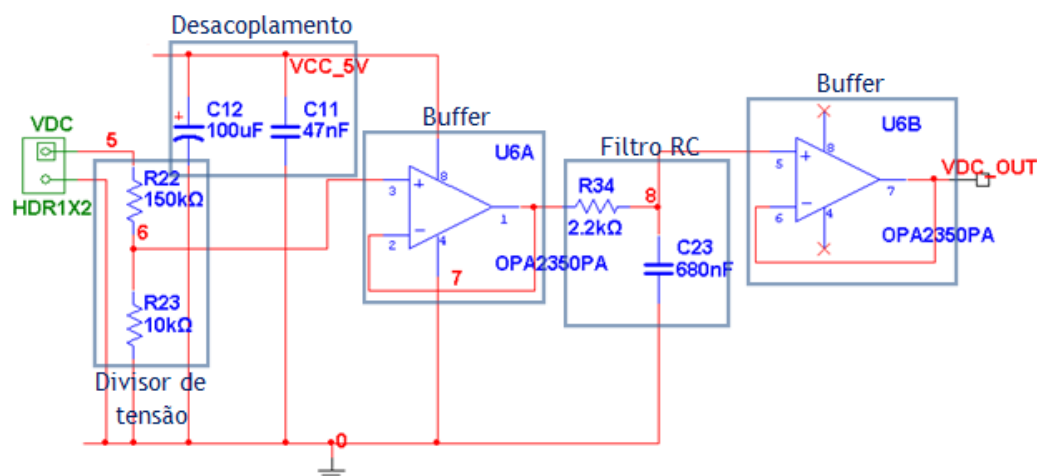 Desacoplamento
VCC_5V
C12
100uF
+
C11
47nF
VDC
5
HDR1X2
R22
150kΩ
6
R23
10kΩ
Divisor de
tensão
Buffer
U6A
3
+
8
2
−
4
1
OPA2350PA
7
Filtro RC
R34
2.2kΩ
8
C23
680nF
Buffer
U6B
5
+
8
6
−
4
7
OPA2350PA
VDC_OUT
0